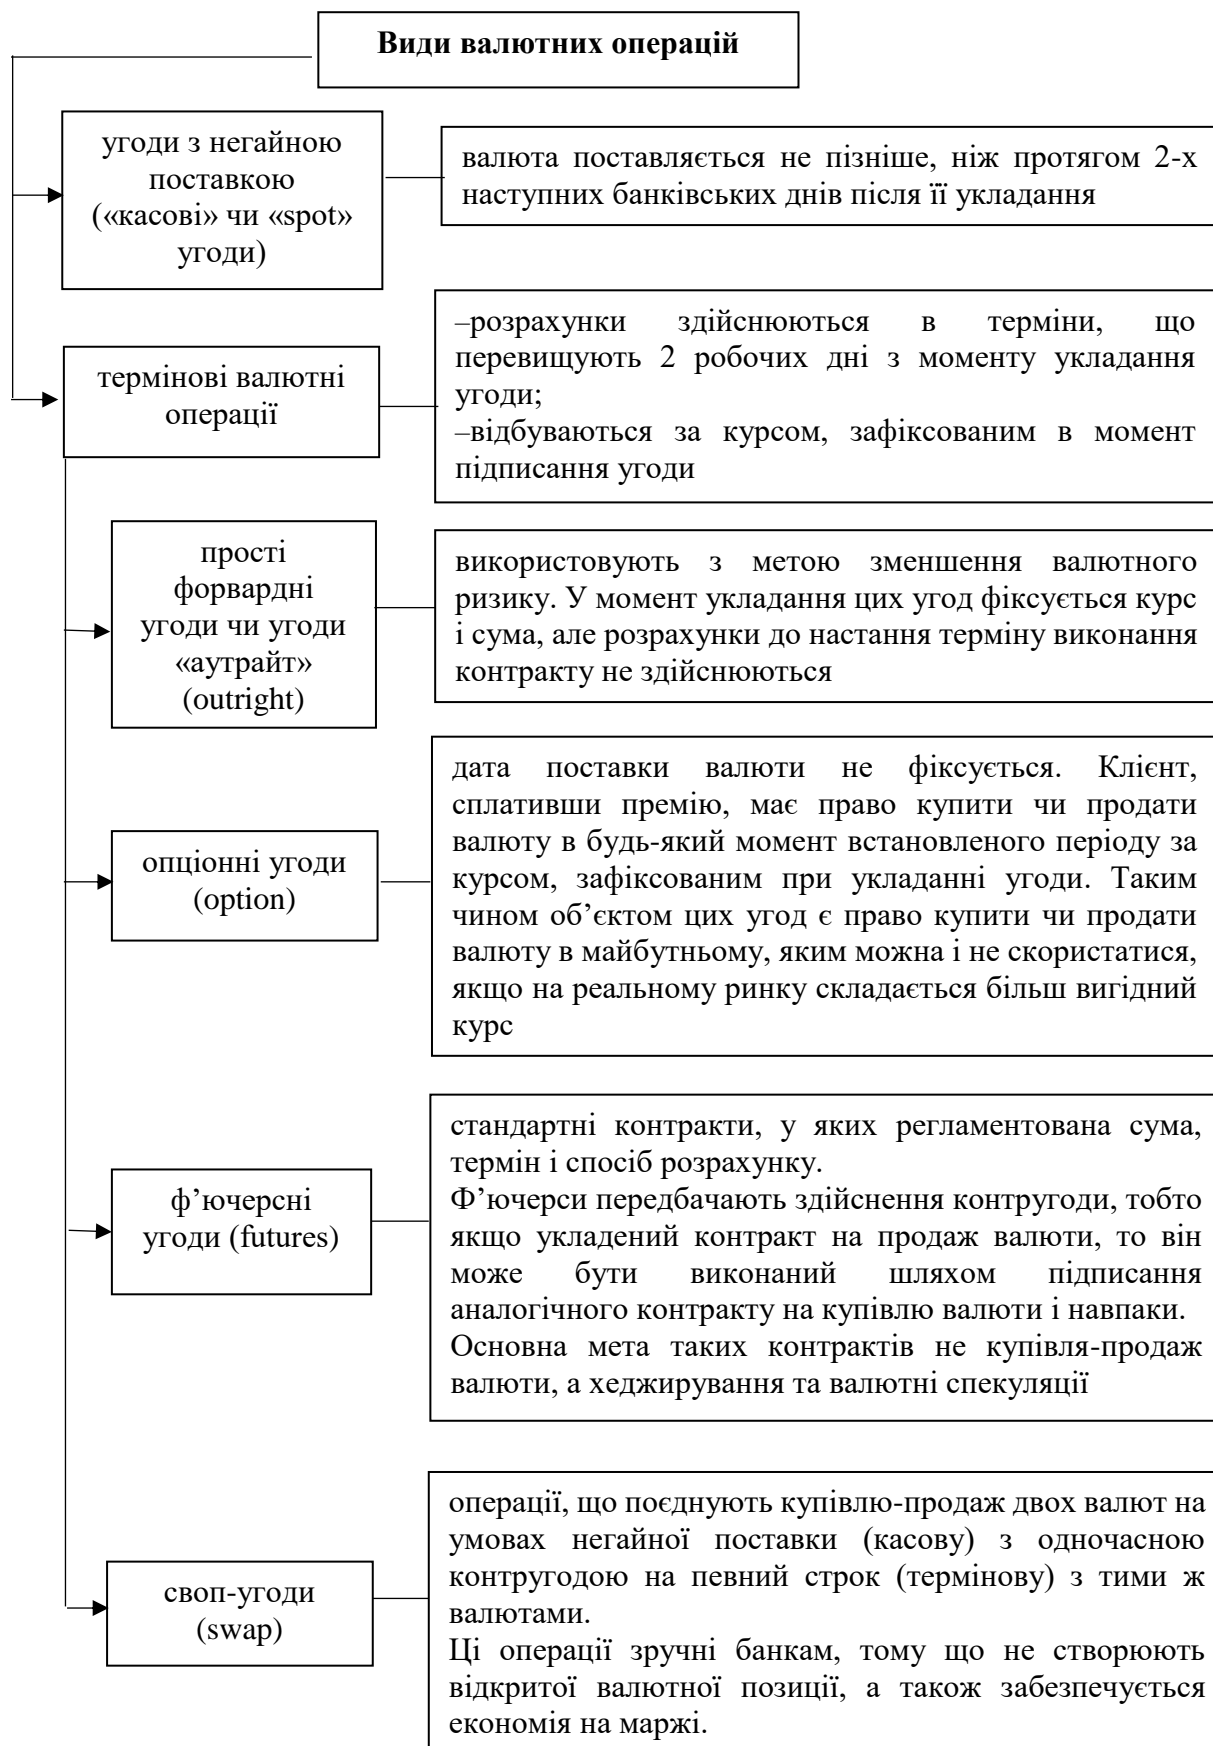 Види валютних операцій
угоди з негайною
поставкою
(«касові» чи «spot»
угоди)
валюта поставляється не пізніше, ніж протягом 2-х
наступних банківських днів після її укладання
термінові валютні
операції
–розрахунки здійснюються в терміни, що
перевищують 2 робочих дні з моменту укладання
угоди;
–відбуваються за курсом, зафіксованим в момент
підписання угоди
прості
форвардні
угоди чи угоди
«аутрайт»
(outright)
використовують з метою зменшення валютного
ризику. У момент укладання цих угод фіксується курс
і сума, але розрахунки до настання терміну виконання
контракту не здійснюються
опціонні угоди
(option)
дата поставки валюти не фіксується. Клієнт,
сплативши премію, має право купити чи продати
валюту в будь-який момент встановленого періоду за
курсом, зафіксованим при укладанні угоди. Таким
чином об’єктом цих угод є право купити чи продати
валюту в майбутньому, яким можна і не скористатися,
якщо на реальному ринку складається більш вигідний
курс
ф’ючерсні
угоди (futures)
стандартні контракти, у яких регламентована сума,
термін і спосіб розрахунку.
Ф’ючерси передбачають здійснення контругоди, тобто
якщо укладений контракт на продаж валюти, то він
може бути виконаний шляхом підписання
аналогічного контракту на купівлю валюти і навпаки.
Основна мета таких контрактів не купівля-продаж
валюти, а хеджирування та валютні спекуляції
своп-угоди
(swap)
операції, що поєднують купівлю-продаж двох валют на
умовах негайної поставки (касову) з одночасною
контругодою на певний строк (термінову) з тими ж
валютами.
Ці операції зручні банкам, тому що не створюють
відкритої валютної позиції, а також забезпечується
економія на маржі.